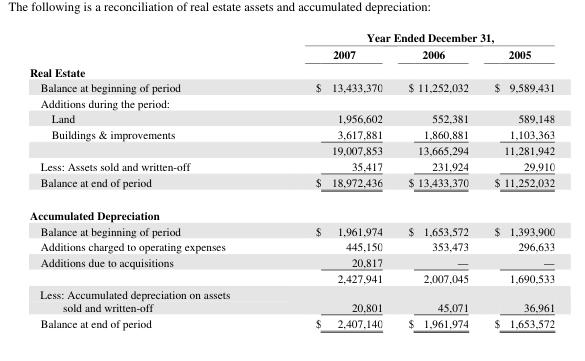 The following is a reconciliation of real estate assets and accumulated depreciation:
Year Ended December 31,
2007 2006 2005
Real Estate
Balance at beginning of period $ 13,433,370 $ 11,252,032 $ 9,589,431
Additions during the period:
Land 1,956,602 552,381 589,148
Buildings & improvements 3,617,881 1,860,881 1,103,363
19,007,853 13,665,294 11,281,942
Less: Assets sold and written-off 35,417 231,924 29,910
Balance at end of period $ 18,972,436 $ 13,433,370 $ 11,252,032
Accumulated Depreciation
Balance at beginning of period $ 1,961,974 $ 1,653,572 $ 1,393,900
Additions charged to operating expenses 445,150 353,473 296,633
Additions due to acquisitions 20,817 — —
2,427,941 2,007,045 1,690,533
Less: Accumulated depreciation on assets
sold and written-off 20,801 45,071 36,961
Balance at end of period $ 2,407,140 $ 1,961,974 $ 1,653,572